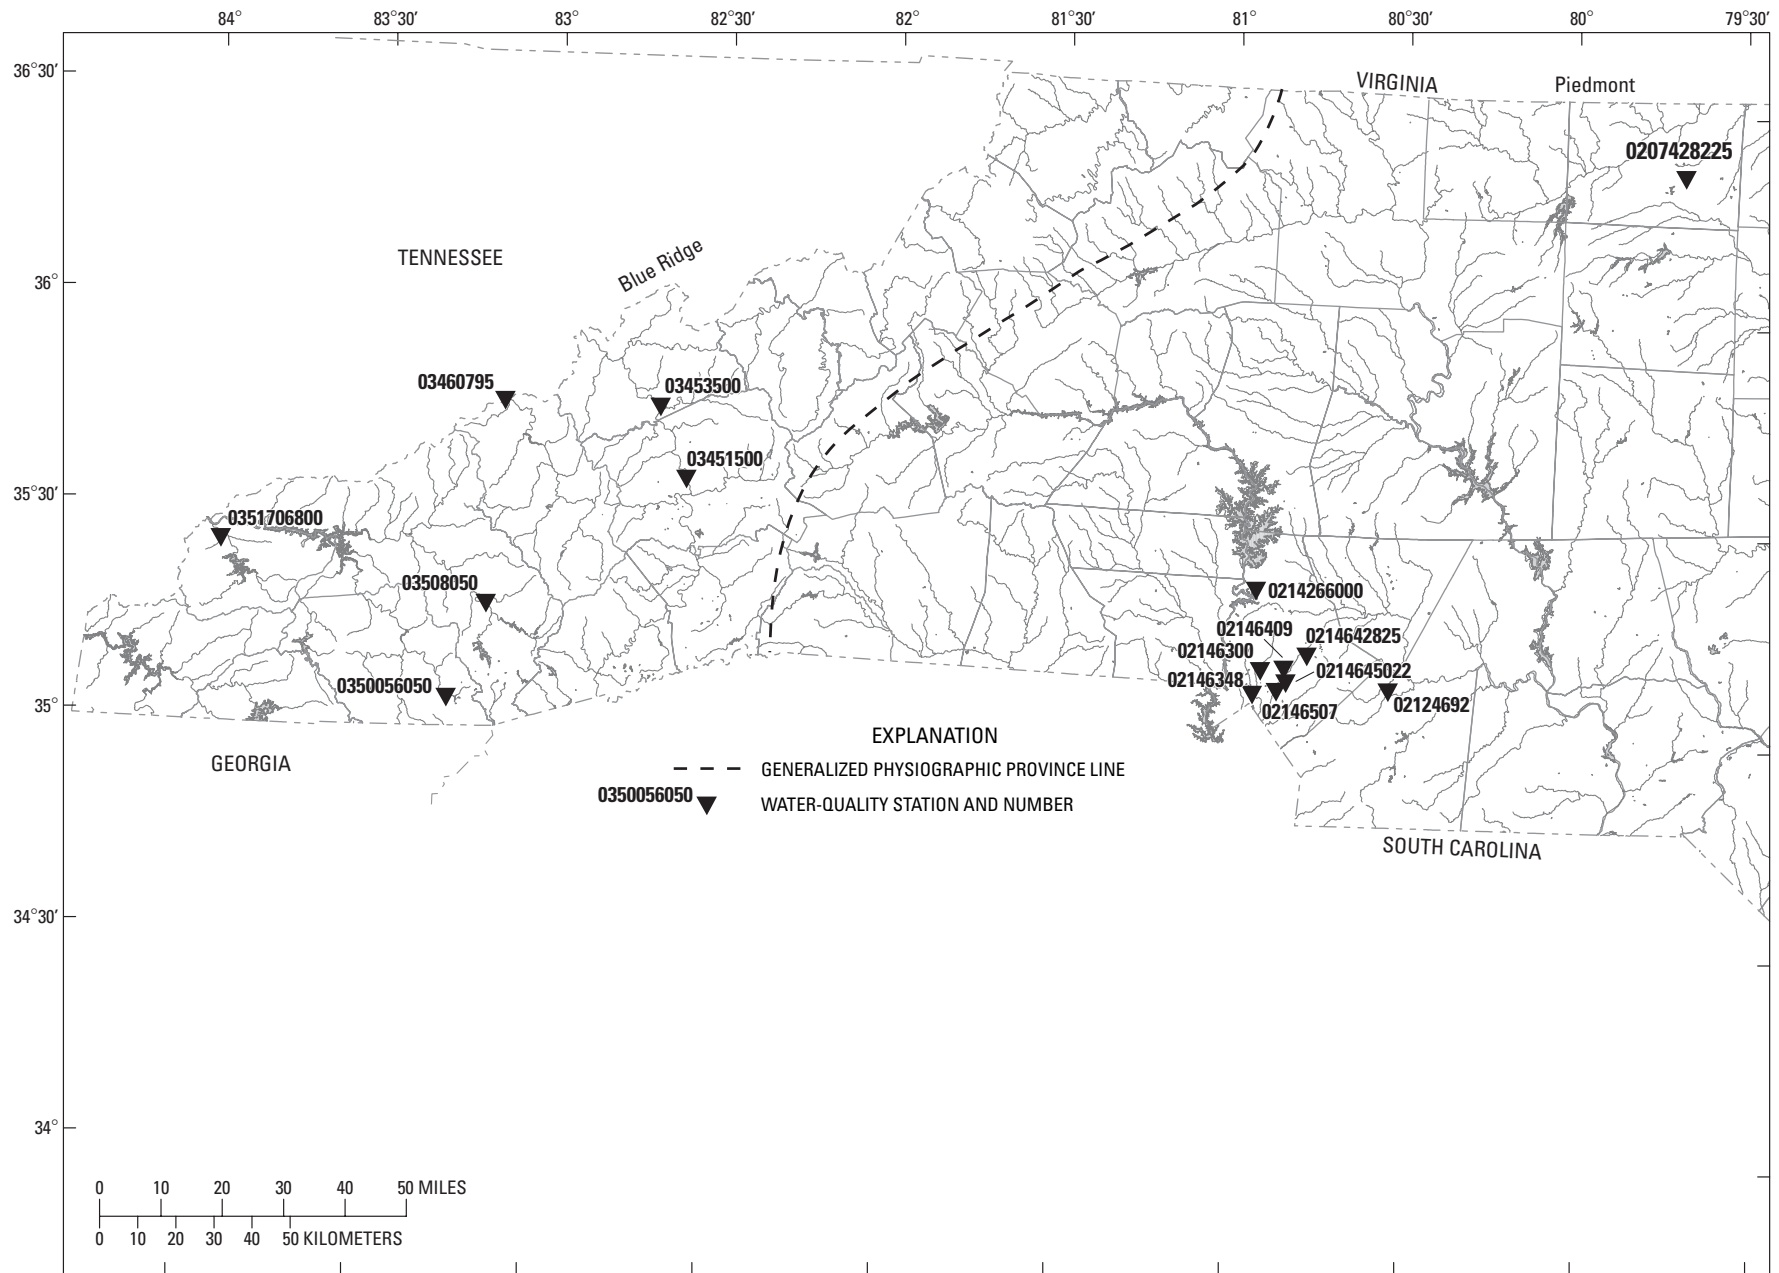 84° 83°30′ 83° 82°30′ 82° 81°30′ 81° 80°30′ 80° 79°30′
36°30′
VIRGINIA
Piedmont
0207428225
TENNESSEE
Blue Ridge
36°
03460795
03453500
03451500
35°30′
0351706800
03508050
0214266000
02146409
0214642825
02146300
0214645022
02146348
0350056050
02124692
02146507
35°
GEORGIA
EXPLANATION
GENERALIZED PHYSIOGRAPHIC PROVINCE LINE
0350056050 WATER-QUALITY STATION AND NUMBER
SOUTH CAROLINA
34°30′
34°
0 10 20 30 40 50 MILES
0 10 20 30 40 50 KILOMETERS